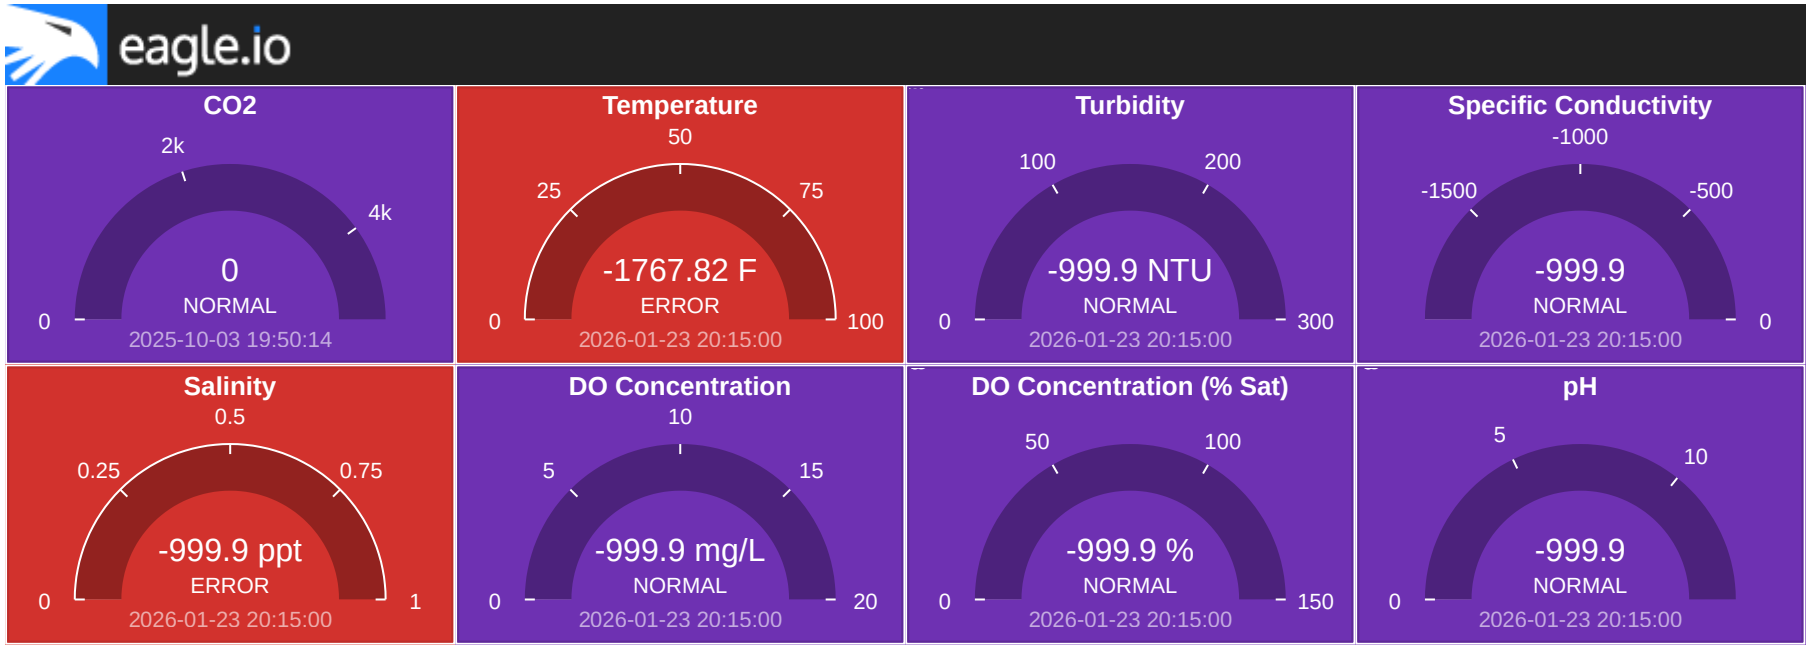 eagle.io
CO2
2k
4k
0
NORMAL
0
2025-10-03 19:50:14
Temperature
50
25
75
-1767.82 F
ERROR
0
100
2026-01-23 20:15:00
Turbidity
100
200
-999.9 NTU
NORMAL
0
300
2026-01-23 20:15:00
Specific Conductivity
-1000
-1500
-500
-999.9
NORMAL
0
2026-01-23 20:15:00
Salinity
0.5
0.25
0.75
-999.9 ppt
ERROR
0
1
2026-01-23 20:15:00
DO Concentration
10
5
15
-999.9 mg/L
NORMAL
0
20
2026-01-23 20:15:00
DO Concentration (% Sat)
50
100
-999.9 %
NORMAL
0
150
2026-01-23 20:15:00
pH
5
10
-999.9
NORMAL
0
2026-01-23 20:15:00